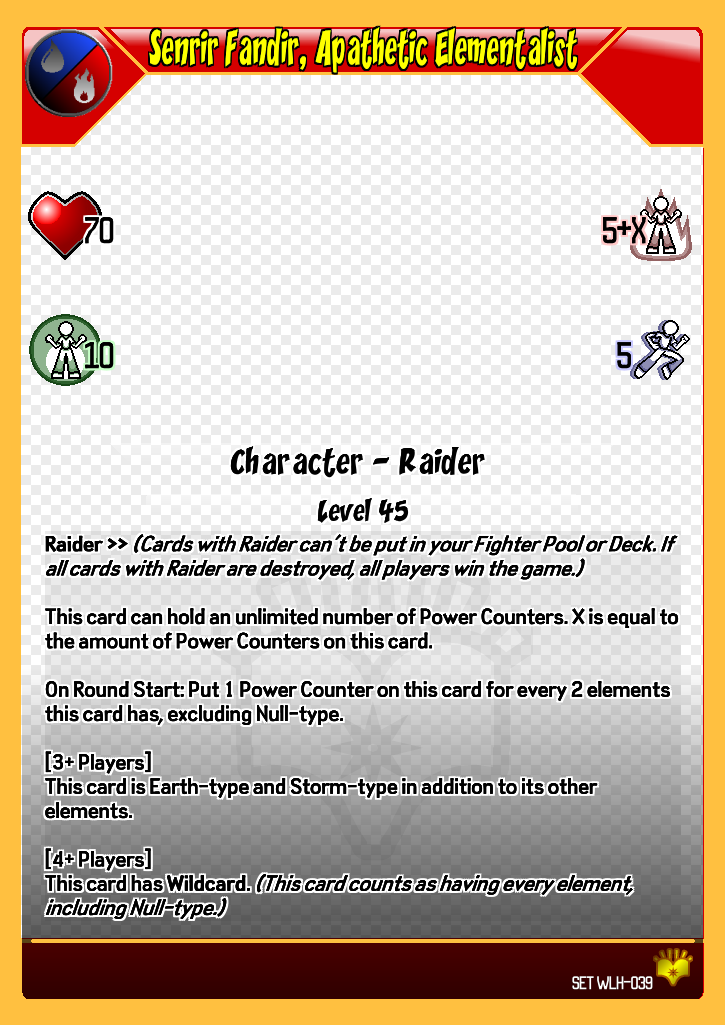 Senrir Fandir, Apathetic Elementalist
70
5+X
10
5
Character - Raider
Level 45
Raider >> (Cards with Raider can't be put in your Fighter Pool or Deck. If
all cards with Raider are destroyed, all players win the game.)
This card can hold an unlimited number of Power Counters. X is equal to
the amount of Power Counters on this card.
On Round Start: Put 1 Power Counter on this card for every 2 elements
this card has, excluding Null-type.
[3+ Players]
This card is Earth-type and Storm-type in addition to its other
elements.
[4+ Players]
This card has Wildcard. (This card counts as having every element,
including Null-type.)
SET WLH-039